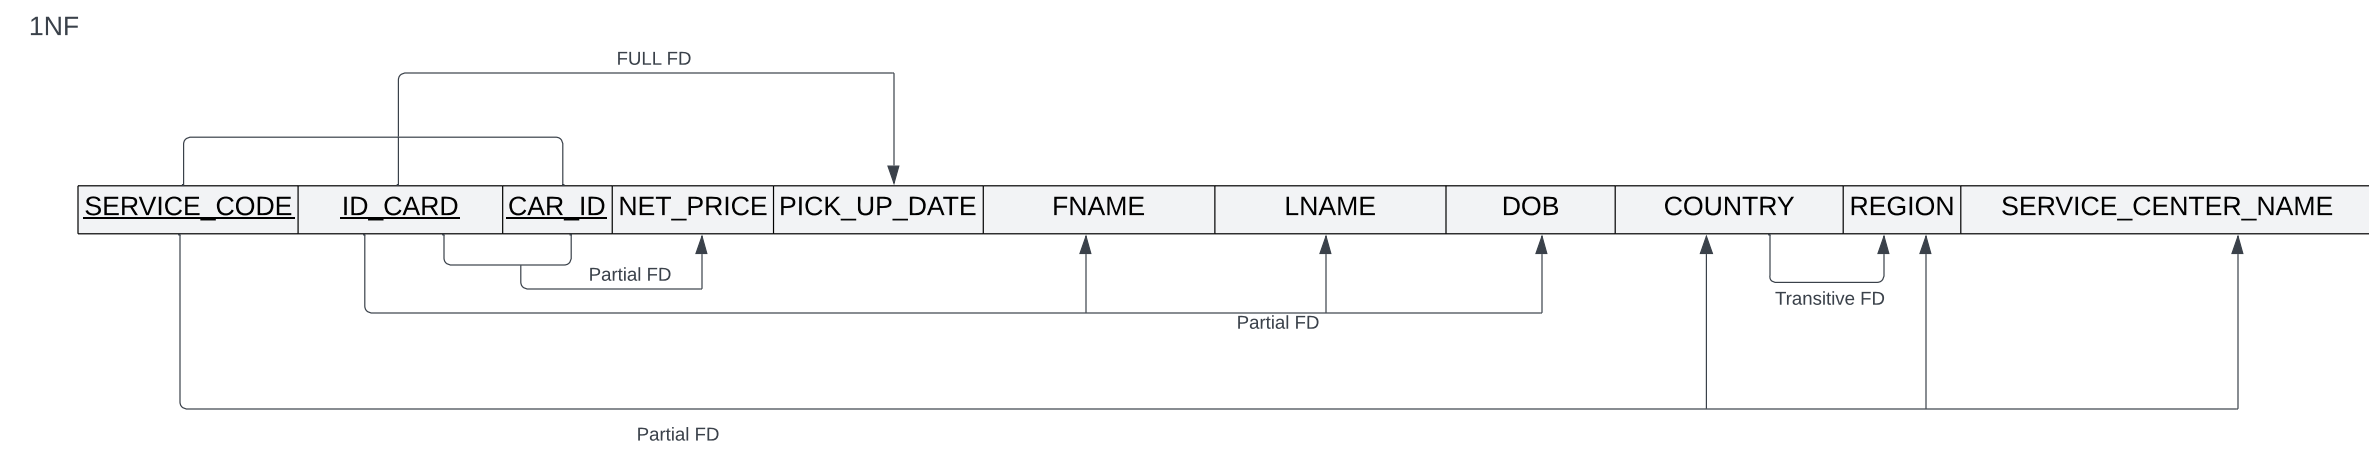 1NF
FULL FD
SERVICE_CODE ID_CARD CAR_ID NET_PRICE PICK_UP_DATE FNAME LNAME DOB COUNTRY REGION SERVICE_CENTER_NAME
Partial FD
Transitive FD
Partial FD
Partial FD